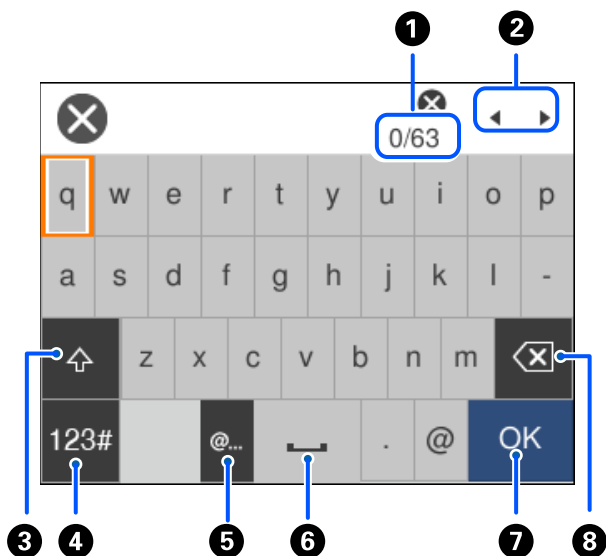 1 2
0/63
q w e r t y u i o p
a s d f g h j k l -
z x c v b n m
123# @... . @ OK
3 4 5 6 7 8